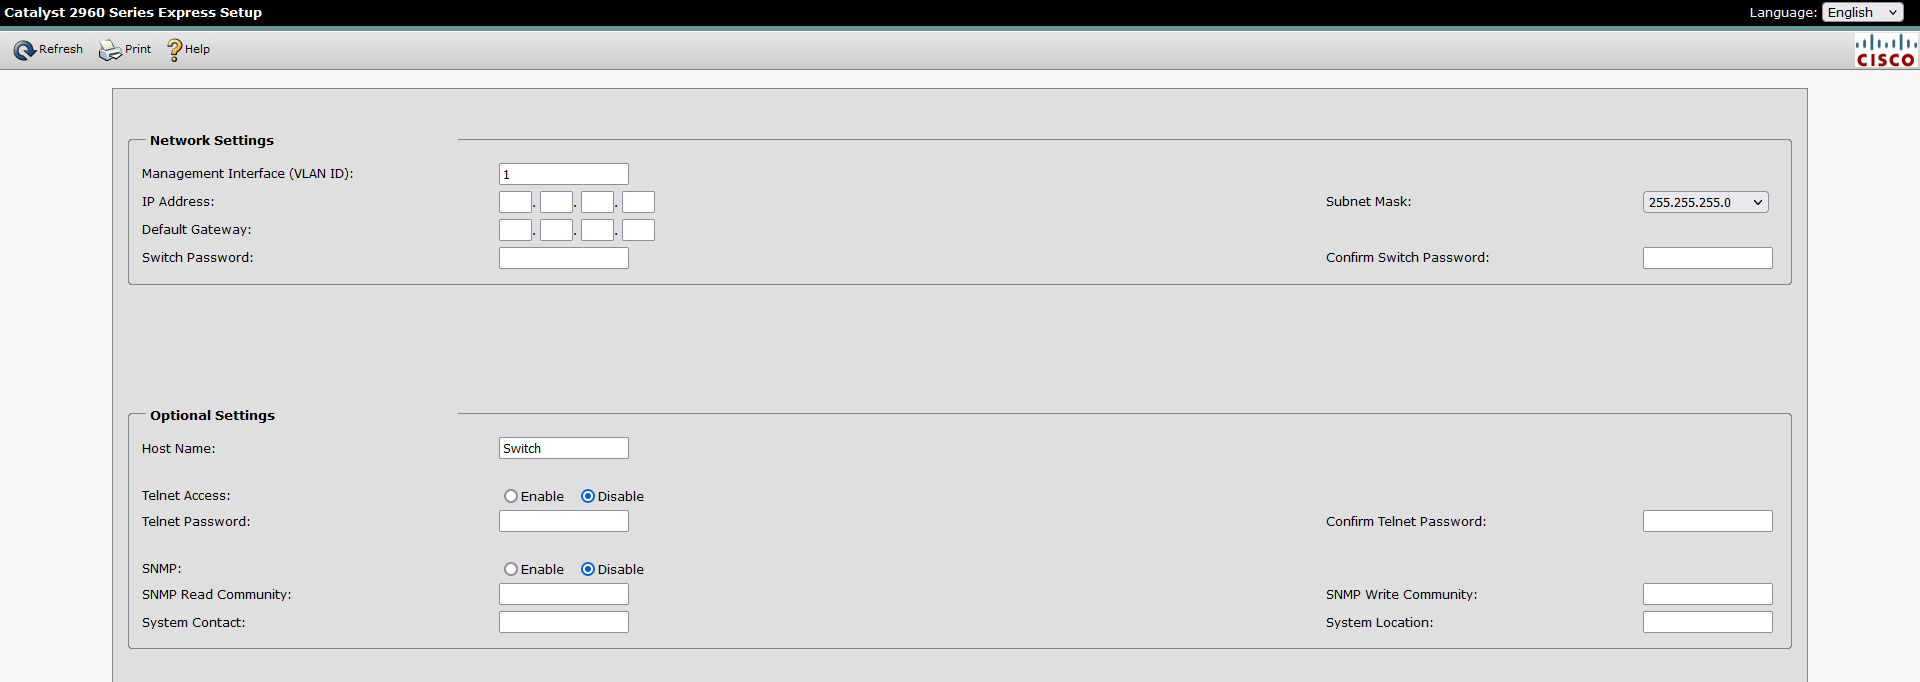 Catalyst 2960 Series Express Setup
Language: English
Refresh Print Help
CISCO
Network Settings
Management Interface (VLAN ID): 1
IP Address: . . . Subnet Mask: 255.255.255.0
Default Gateway: . . .
Switch Password: Confirm Switch Password:
Optional Settings
Host Name: Switch
Telnet Access: Enable Disable
Telnet Password: Confirm Telnet Password:
SNMP: Enable Disable
SNMP Read Community: SNMP Write Community:
System Contact: System Location: